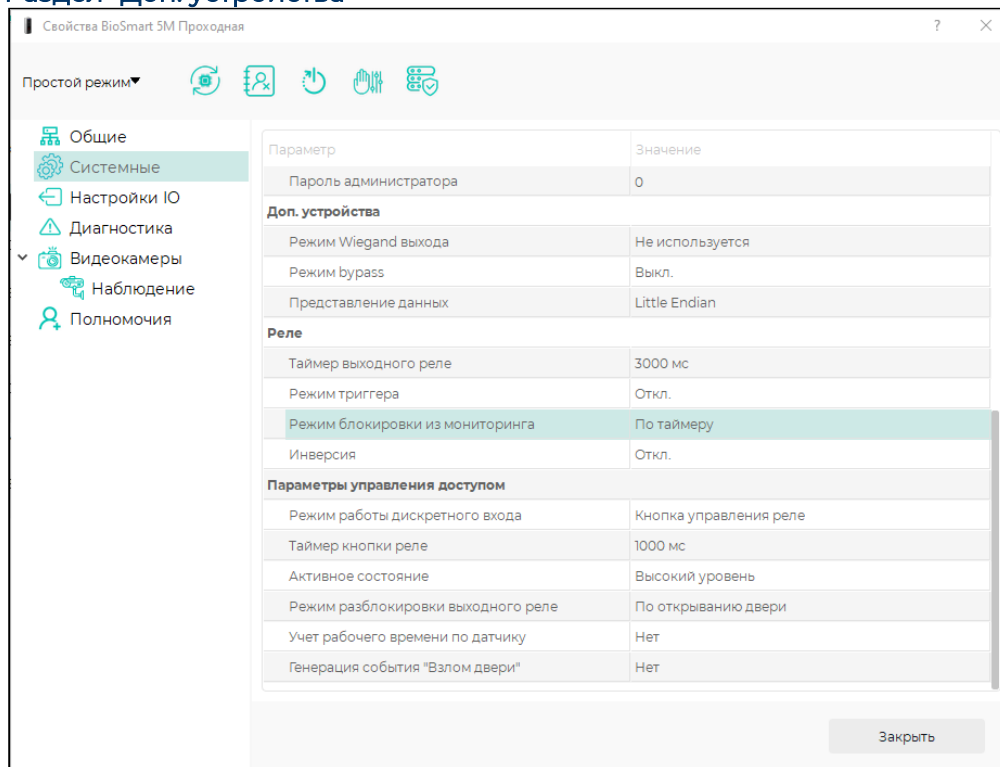 Раздел "Доп.устройства"
Свойства BioSmart 5M Проходная
?
Простой режим
Общие
Системные
Настройки IO
Диагностика
Видеокамеры
Наблюдение
Полномочия
Параметр Значение
Пароль администратора 0
Доп. устройства
Режим Wiegand выхода Не используется
Режим bypass Выкл.
Представление данных Little Endian
Реле
Таймер выходного реле 3000 мс
Режим триггера Откл.
Режим блокировки из мониторинга По таймеру
Инверсия Откл.
Параметры управления доступом
Режим работы дискретного входа Кнопка управления реле
Таймер кнопки реле 1000 мс
Активное состояние Высокий уровень
Режим разблокировки выходного реле По открыванию двери
Учет рабочего времени по датчику Нет
Генерация события "Взлом двери" Нет
Закрыть